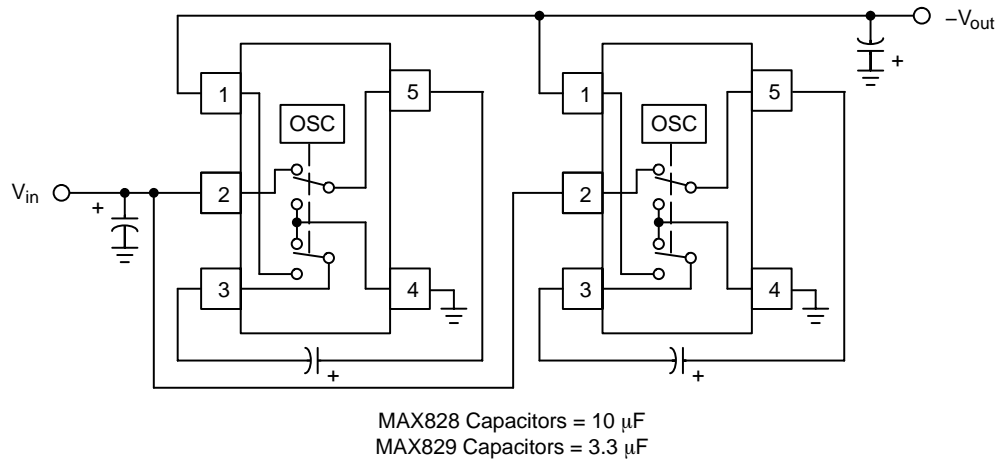 −Vout
+
1
5
1
5
OSC
OSC
Vin
+
2
2
3
4
3
4
+
+
MAX828 Capacitors = 10 μF
MAX829 Capacitors = 3.3 μF